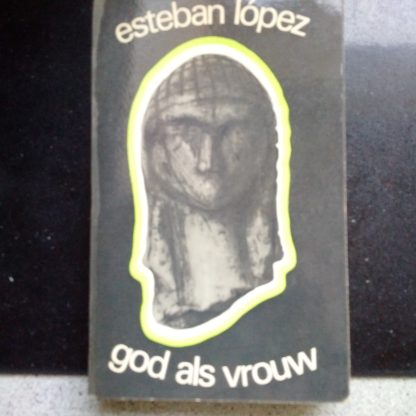 esteban lópez
god als vrouw